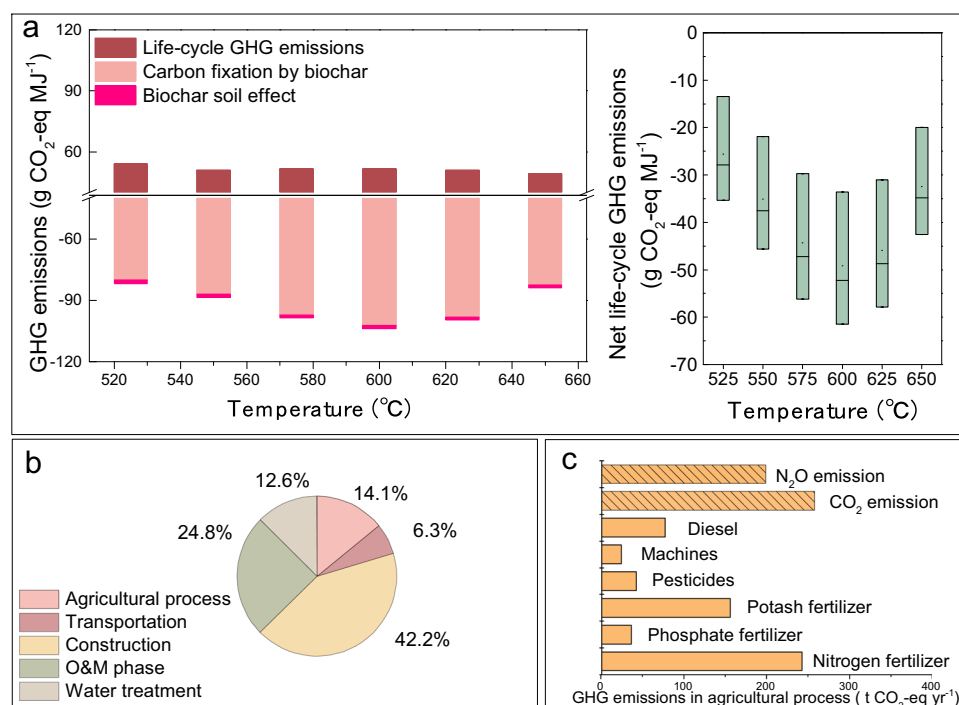 a
GHG emissions (g CO₂-eq MJ⁻¹)
120
90
60
-60
-90
-120
Life-cycle GHG emissions
Carbon fixation by biochar
Biochar soil effect
520 540 560 580 600 620 640 660
Temperature (°C)
Net life-cycle GHG emissions
(g CO₂-eq MJ⁻¹)
0
-10
-20
-30
-40
-50
-60
-70
525 550 575 600 625 650
Temperature (°C)
b
12.6%
14.1%
6.3%
24.8%
42.2%
Agricultural process
Transportation
Construction
O&M phase
Water treatment
c
N₂O emission
CO₂ emission
Diesel
Machines
Pesticides
Potash fertilizer
Phosphate fertilizer
Nitrogen fertilizer
0 100 200 300 400
GHG emissions in agricultural process ( t CO₂-eq yr⁻¹)